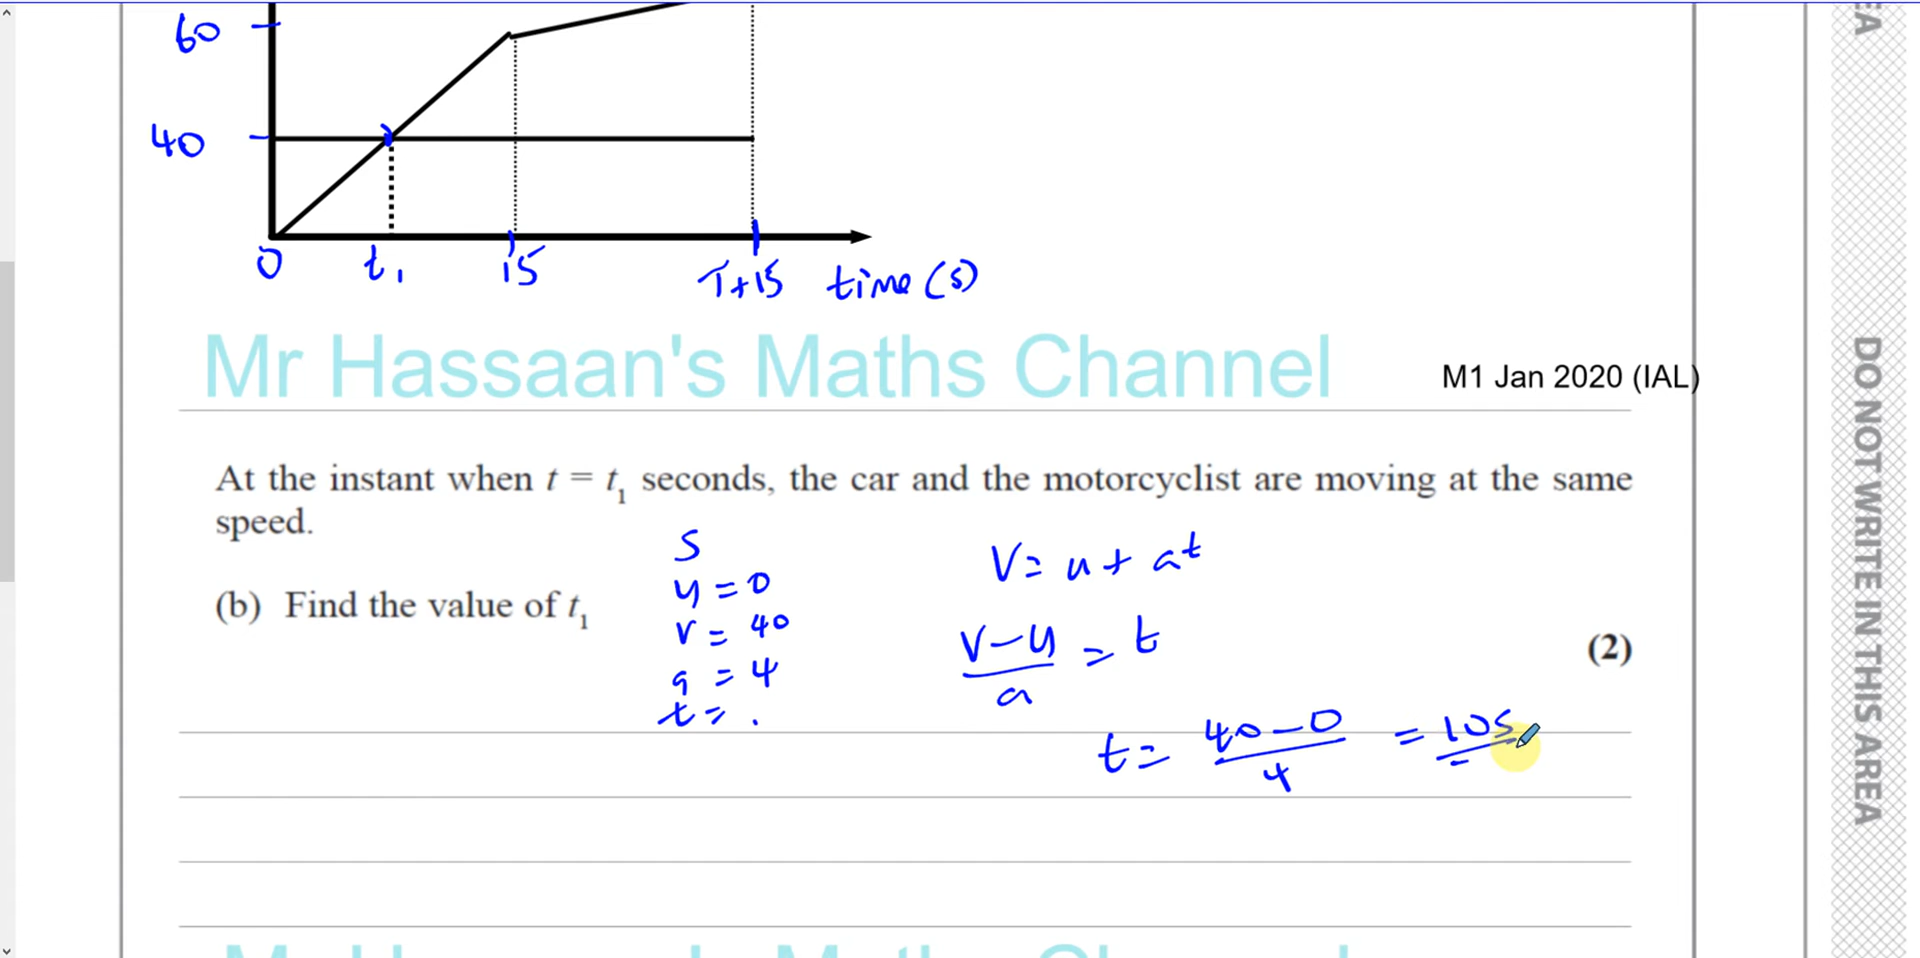 60
40
0 t₁ 15 T+15 time (s)
Mr Hassaan's Maths Channel
M1 Jan 2020 (IAL)
At the instant when t = t₁ seconds, the car and the motorcyclist are moving at the same
speed.
(b) Find the value of t₁
(2)
s
u = 0
v = 40
a = 4
t = .
v = u + at
v-u/a = t
t = 40-0/4 = 10s
EA
DO NOT WRITE IN THIS AREA